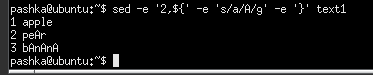 pashka@ubuntu:~$ sed -e '2,${' -e 's/a/A/g' -e '}' text1
1 apple
2 peAr
3 bAnAnA
pashka@ubuntu:~$